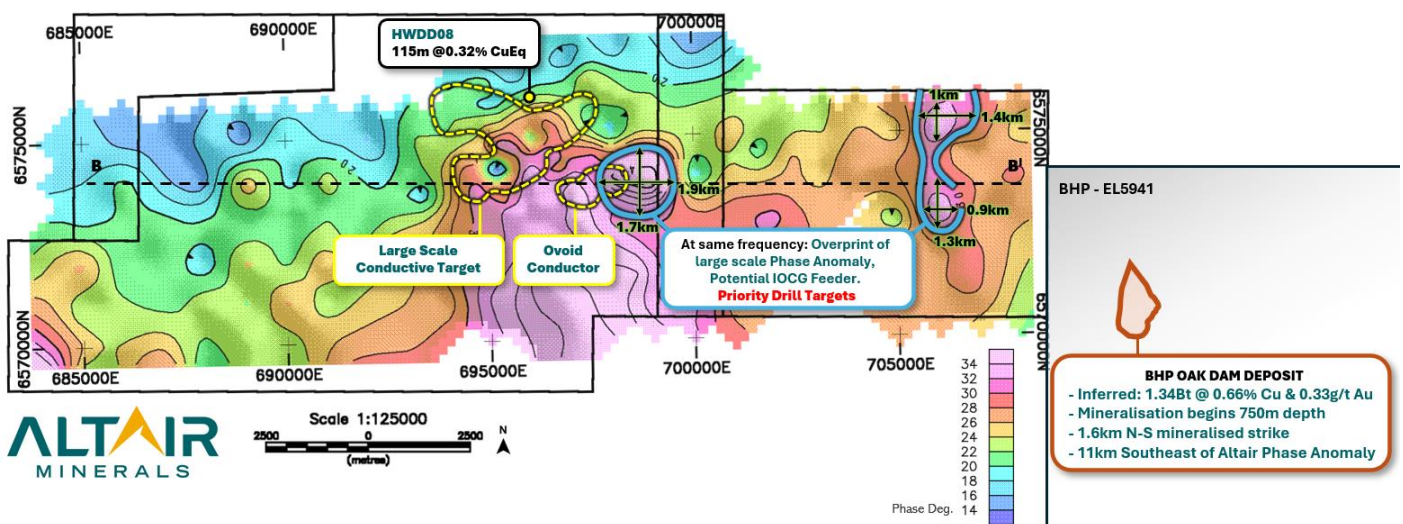 685000E
690000E
700000E
HWDD08
115m @0.32% CuEq
6575000N
B
20
20
1km
1.4km
6575000N
B'
1.9km
1.7km
0.9km
1.3km
Large Scale
Conductive Target
Ovoid
Conductor
At same frequency: Overprint of
large scale Phase Anomaly,
Potential IOCG Feeder.
Priority Drill Targets
BHP - EL5941
6570000N
6570000N
685000E
690000E
695000E
700000E
705000E
BHP OAK DAM DEPOSIT
- Inferred: 1.34Bt @ 0.66% Cu & 0.33g/t Au
- Mineralisation begins 750m depth
- 1.6km N-S mineralised strike
- 11km Southeast of Altair Phase Anomaly
34
32
30
28
26
24
22
20
18
16
Phase Deg. 14
ALTAIR
MINERALS
Scale 1:125000
2500 0 2500
(metres)
N